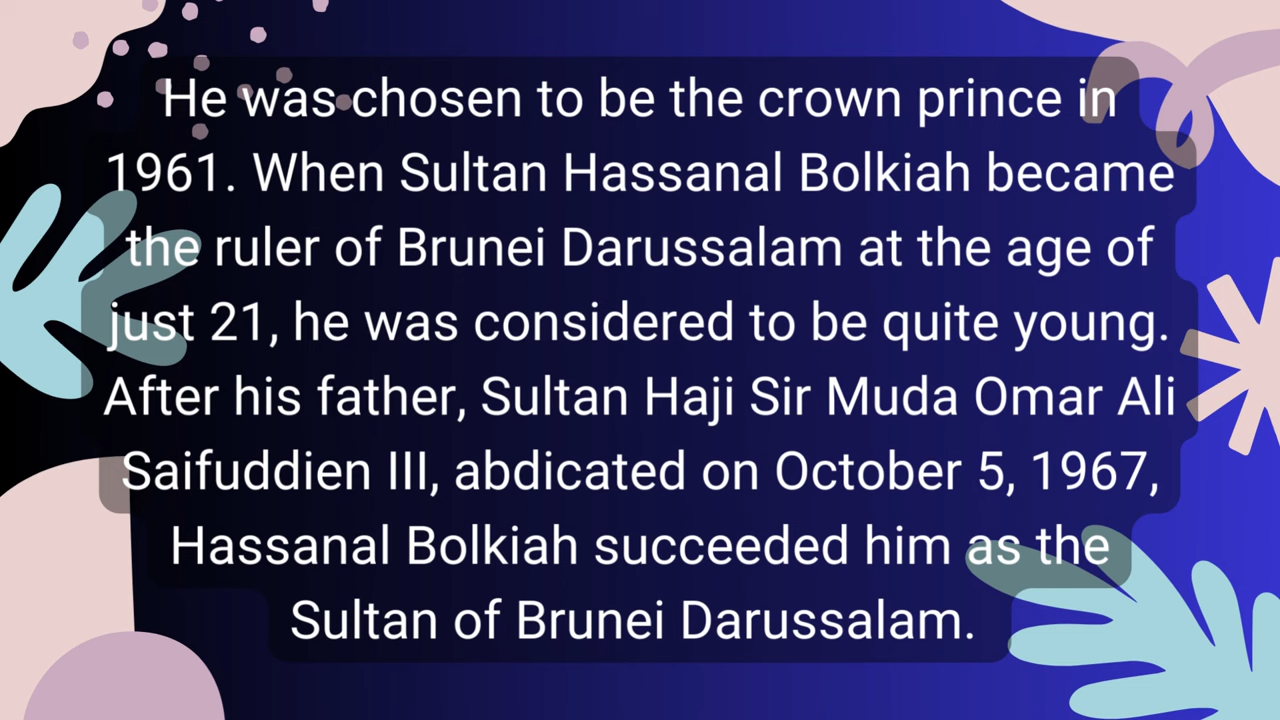 He was chosen to be the crown prince in
1961. When Sultan Hassanal Bolkiah became
the ruler of Brunei Darussalam at the age of
just 21, he was considered to be quite young.
After his father, Sultan Haji Sir Muda Omar Ali
Saifuddien III, abdicated on October 5, 1967,
Hassanal Bolkiah succeeded him as the
Sultan of Brunei Darussalam.